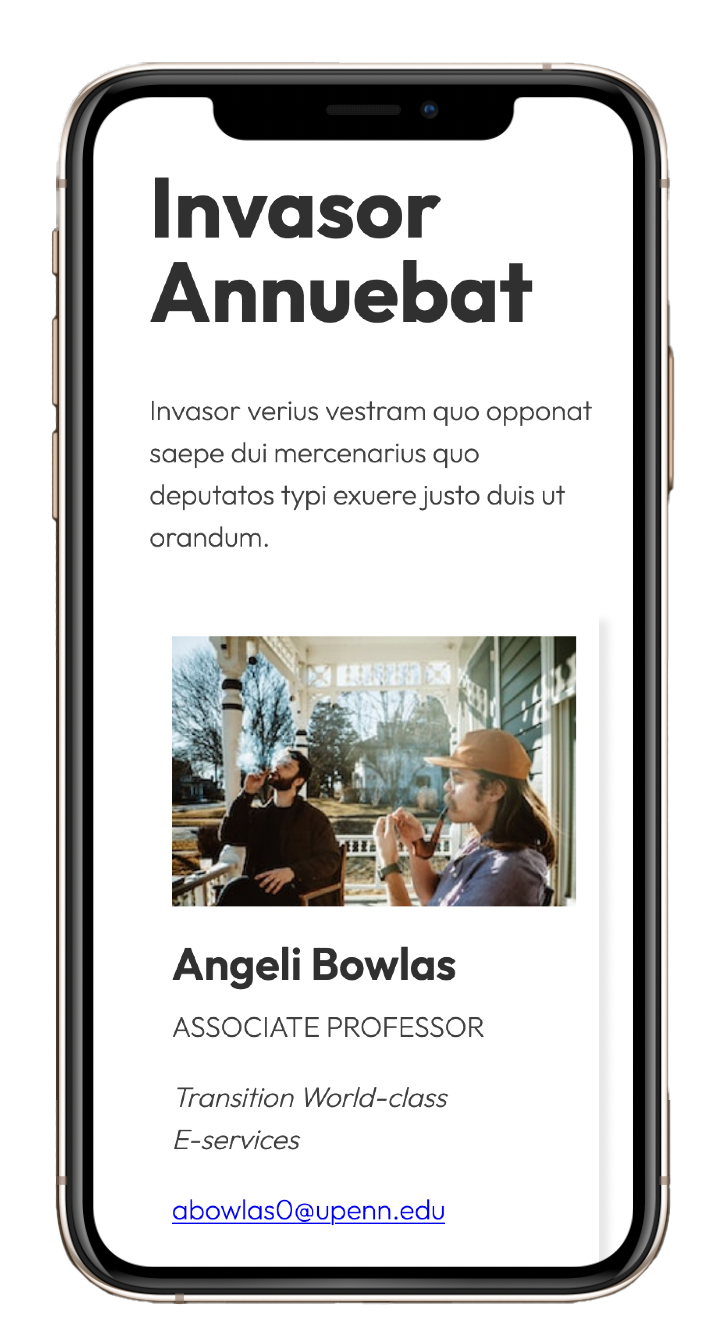 Invasor
Annuebat
Invasor verius vestram quo opponat
saepe dui mercenarius quo
deputatos typi exuere justo duis ut
orandum.
Angeli Bowlas
ASSOCIATE PROFESSOR
Transition World-class
E-services
abowlas0@upenn.edu